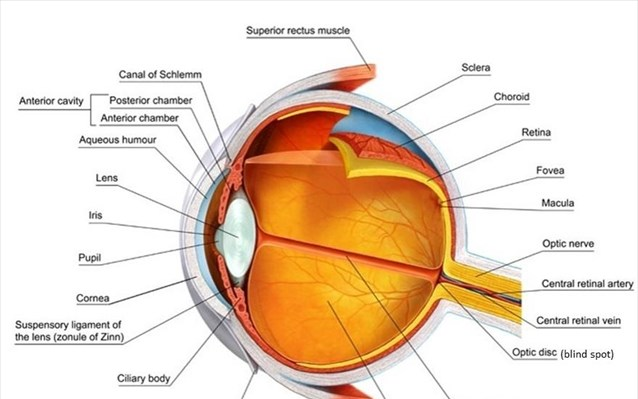 Superior rectus muscle
Sclera
Canal of Schlemm
Choroid
Anterior cavity
Posterior chamber
Anterior chamber
Retina
Aqueous humour
Fovea
Lens
Macula
Iris
Optic nerve
Pupil
Central retinal artery
Cornea
Central retinal vein
Suspensory ligament of
the lens (zonule of Zinn)
Optic disc (blind spot)
Ciliary body